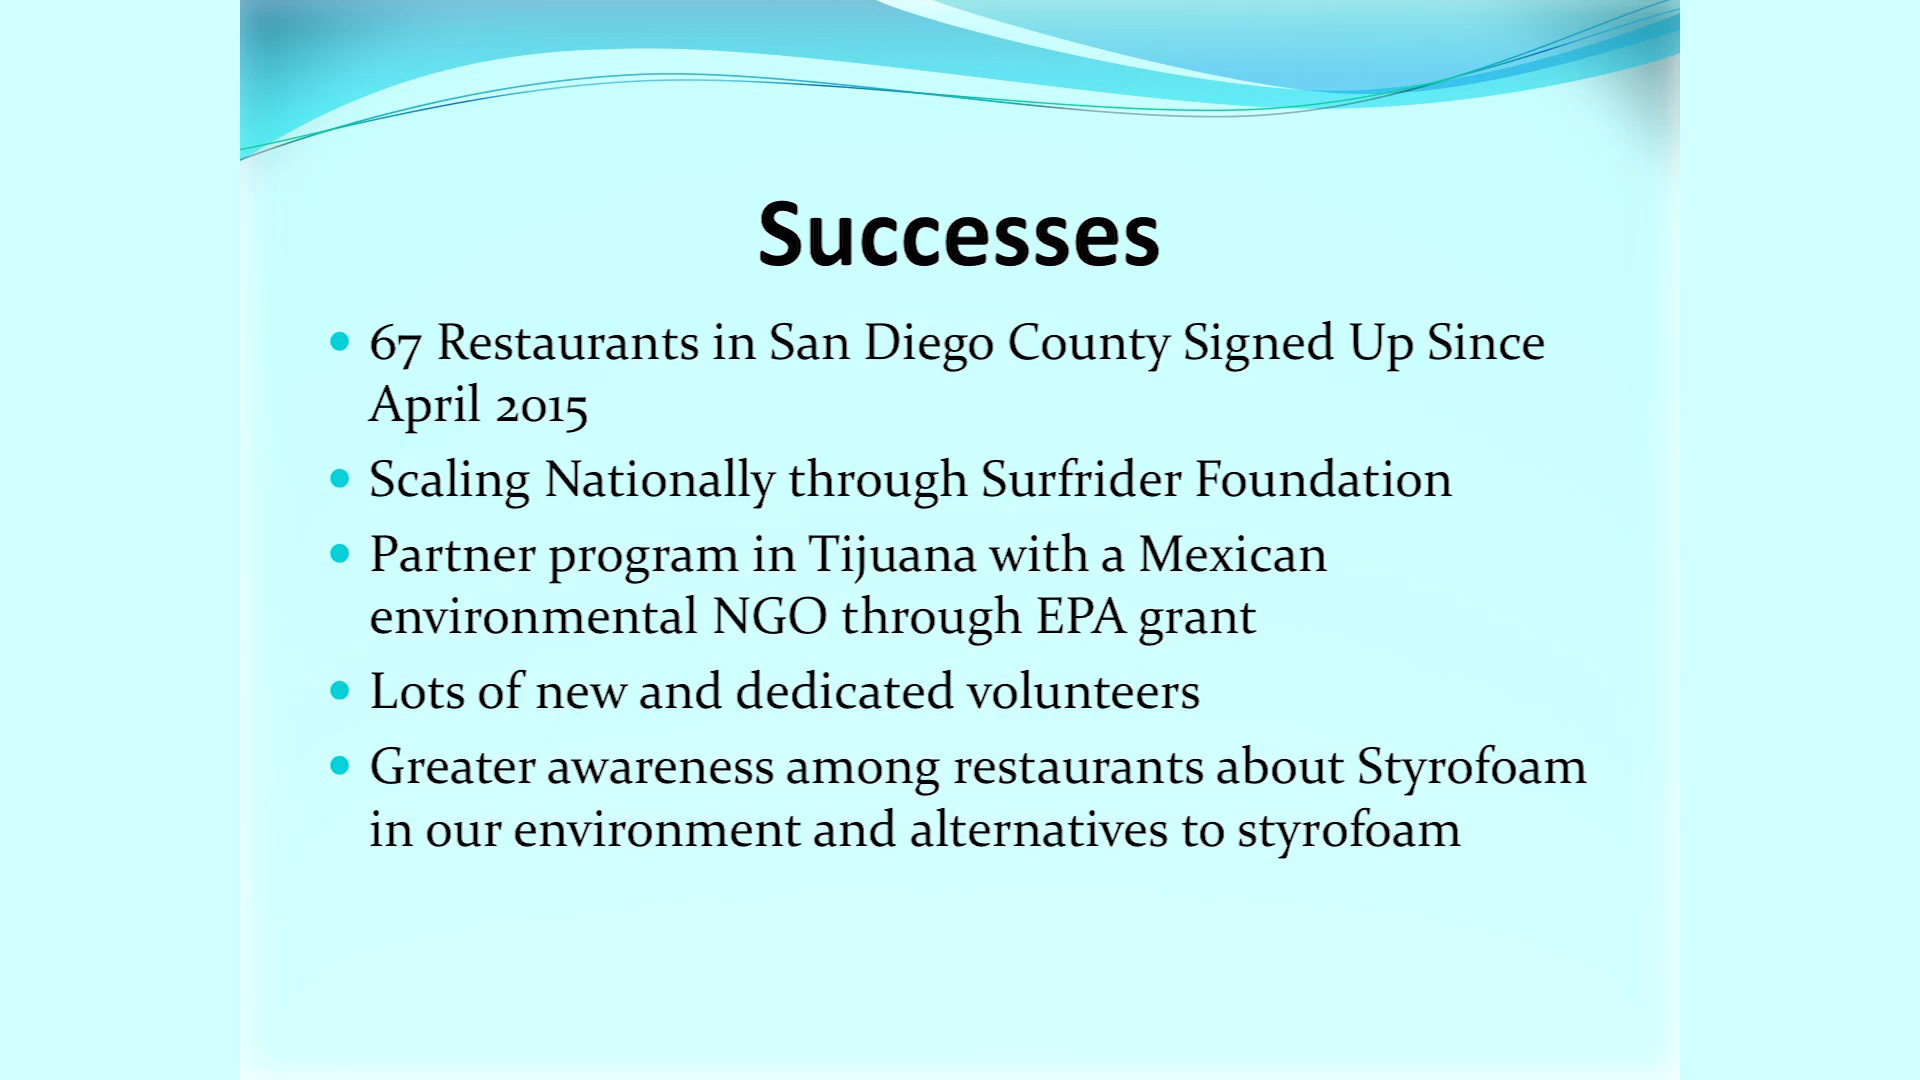 Successes
• 67 Restaurants in San Diego County Signed Up Since
April 2015
• Scaling Nationally through Surfrider Foundation
• Partner program in Tijuana with a Mexican
environmental NGO through EPA grant
• Lots of new and dedicated volunteers
• Greater awareness among restaurants about Styrofoam
in our environment and alternatives to styrofoam